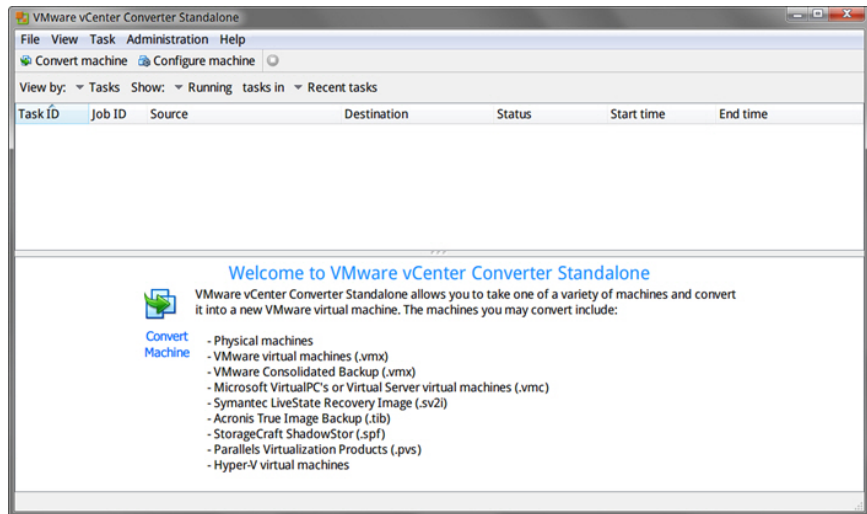 VMware vCenter Converter Standalone
File View Task Administration Help
Convert machine Configure machine
View by: Tasks Show: Running tasks in Recent tasks
Task ID Job ID Source Destination Status Start time End time
Welcome to VMware vCenter Converter Standalone
VMware vCenter Converter Standalone allows you to take one of a variety of machines and convert
it into a new VMware virtual machine. The machines you may convert include:
Convert
Machine
- Physical machines
- VMware virtual machines (.vmx)
- VMware Consolidated Backup (.vmx)
- Microsoft VirtualPC's or Virtual Server virtual machines (.vmc)
- Symantec LiveState Recovery Image (.sv2i)
- Acronis True Image Backup (.tib)
- StorageCraft ShadowStor (.spf)
- Parallels Virtualization Products (.pvs)
- Hyper-V virtual machines